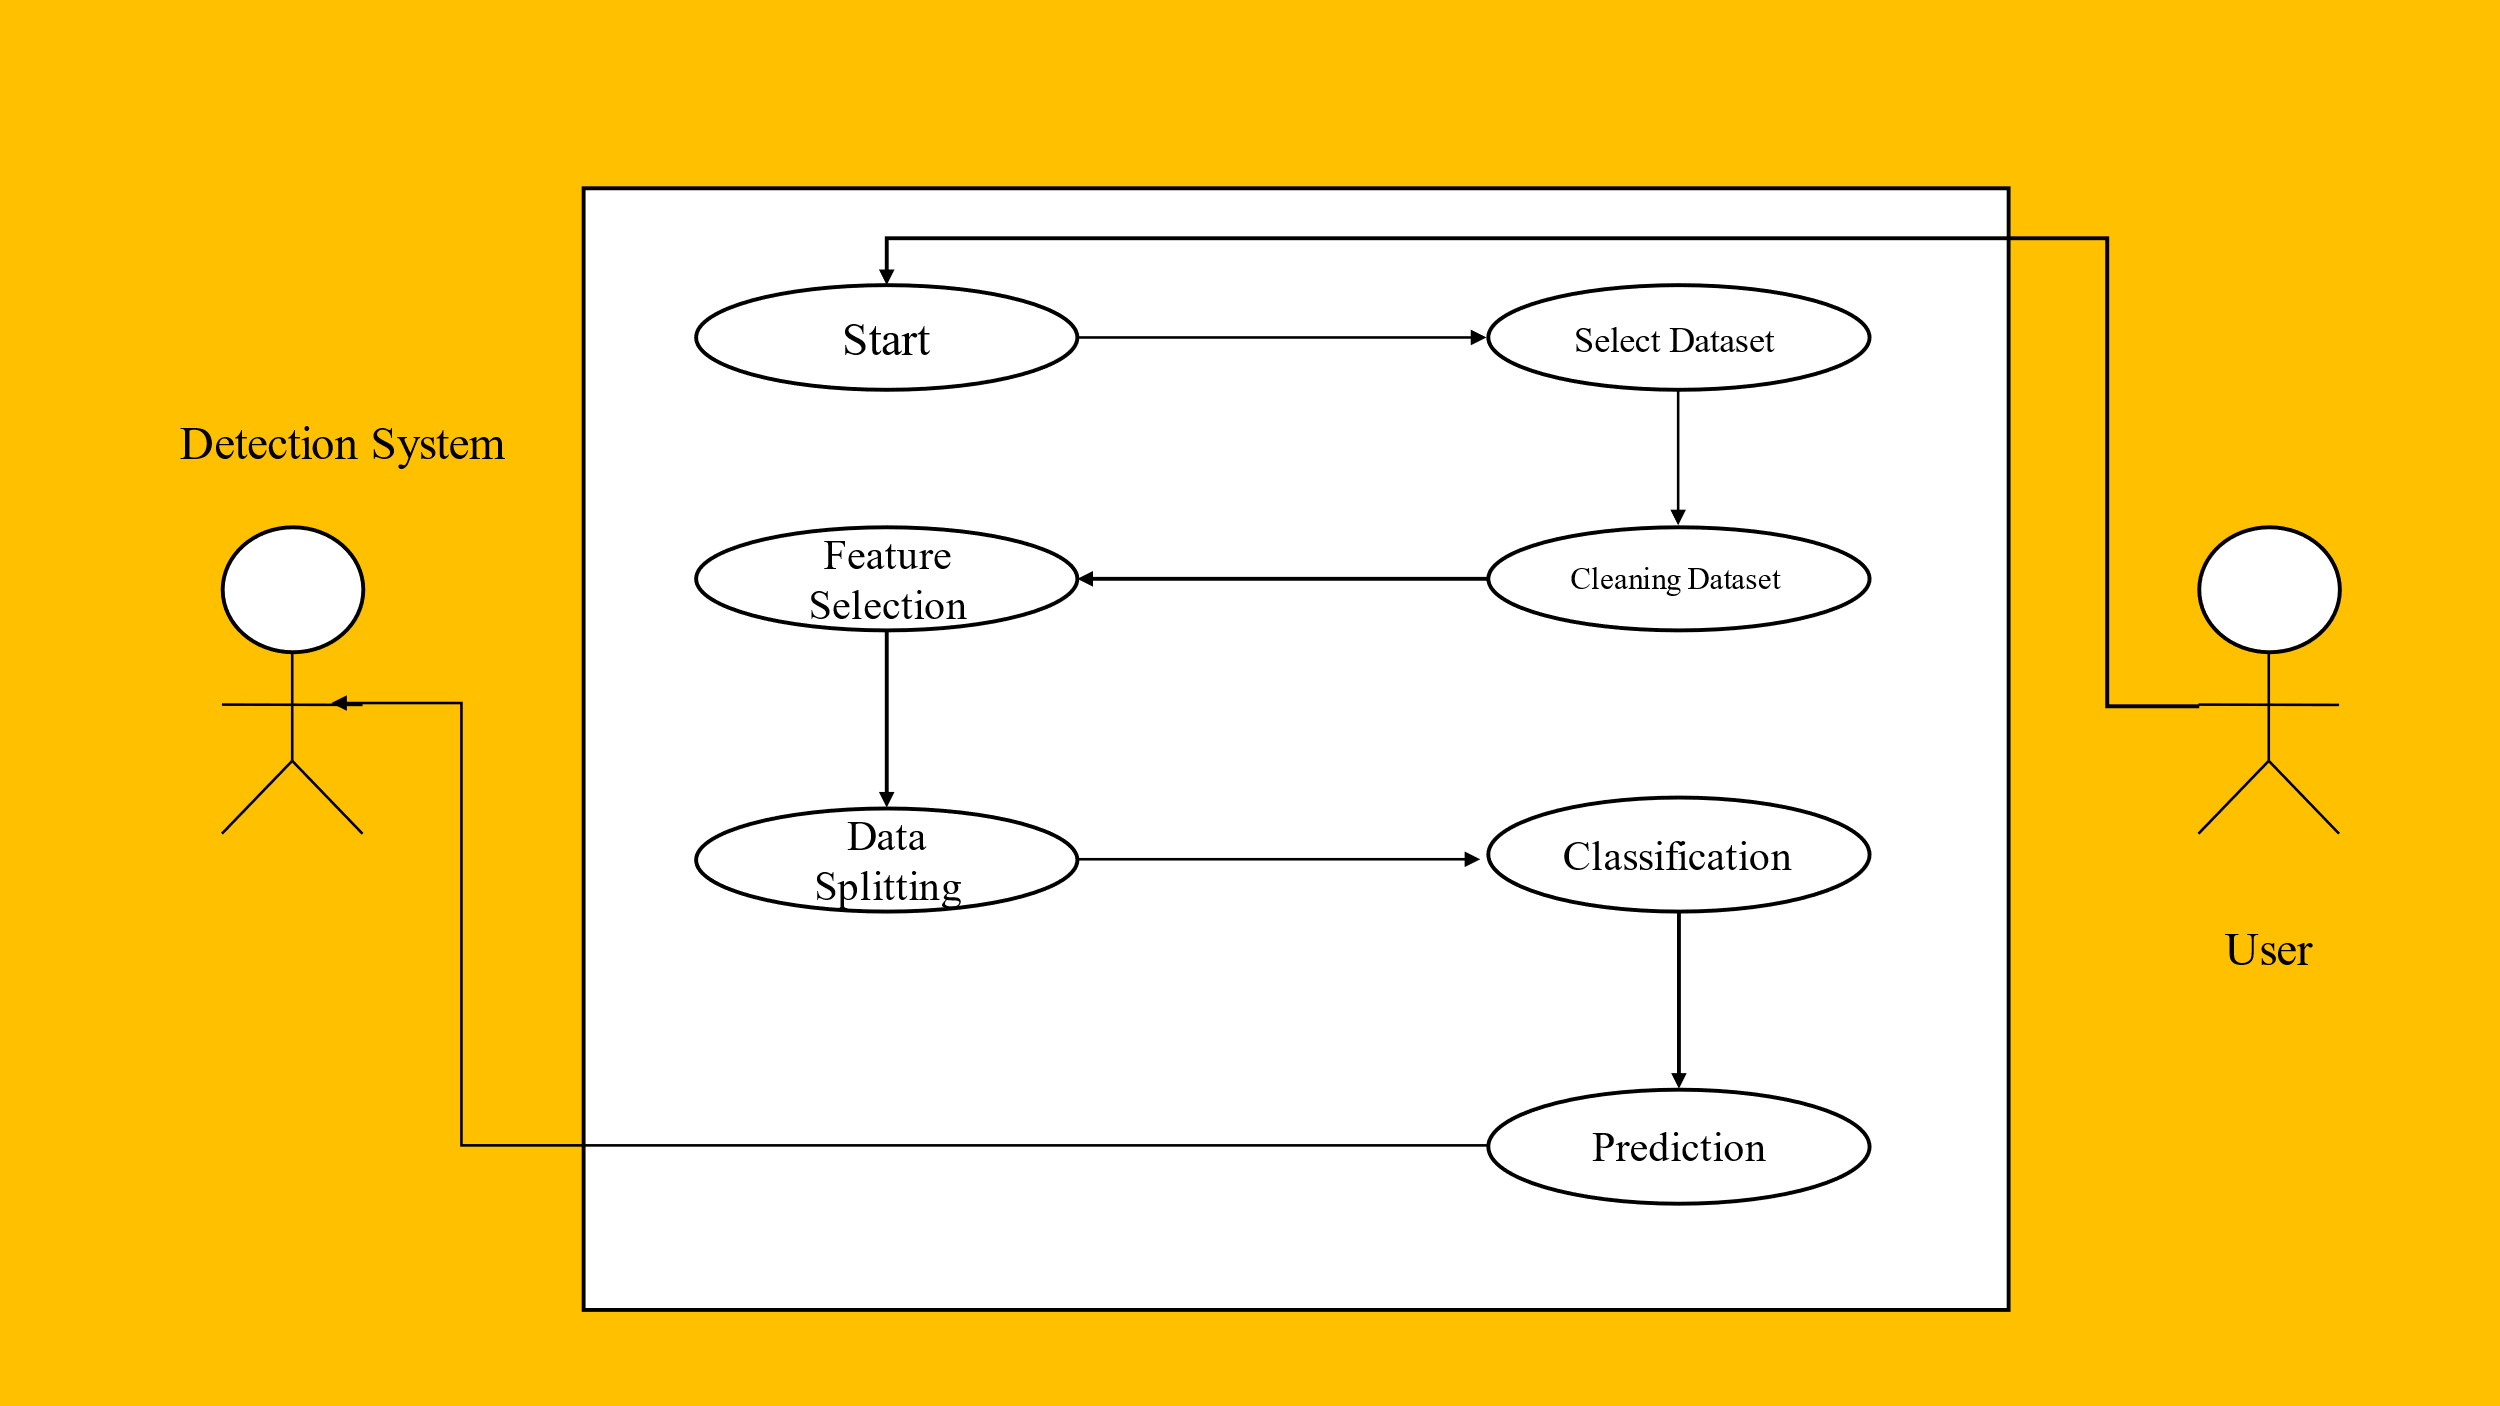 Start
Select Dataset
Detection System
Feature
Selection
Cleaning Dataset
Data
Splitting
Classification
User
Prediction